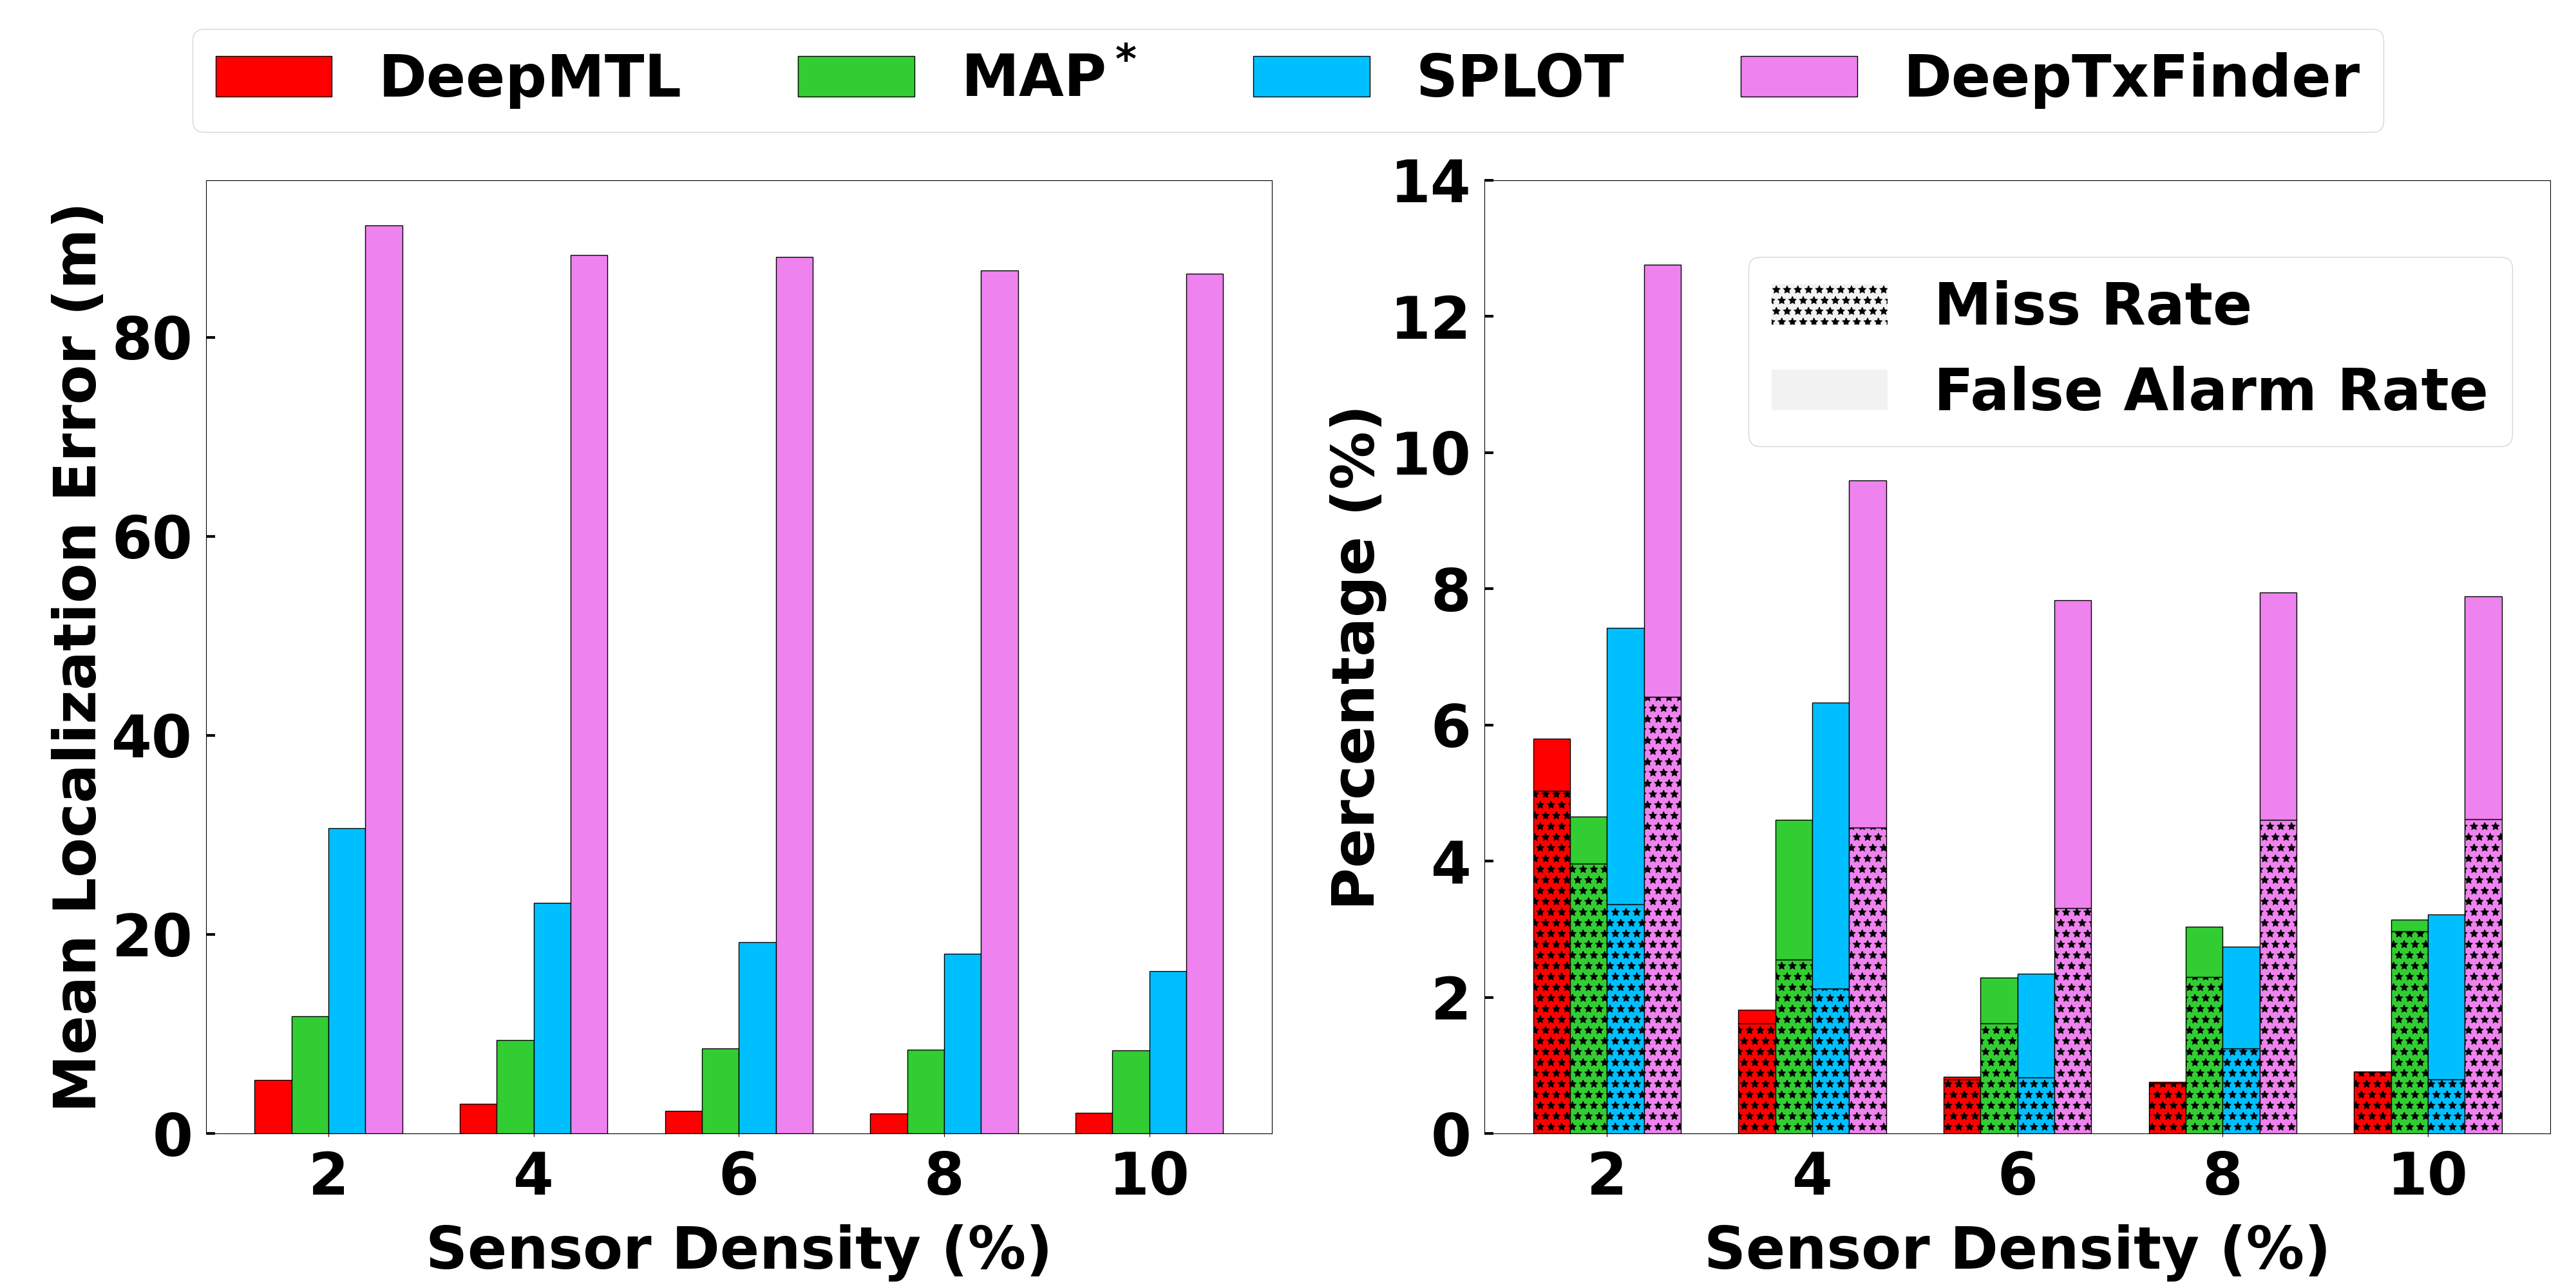 DeepMTL MAP* SPLOT DeepTxFinder
Mean Localization Error (m)
80
60
40
20
0
2 4 6 8 10
Sensor Density (%)
Percentage (%)
14
12
10
8
6
4
2
0
Miss Rate
False Alarm Rate
2 4 6 8 10
Sensor Density (%)